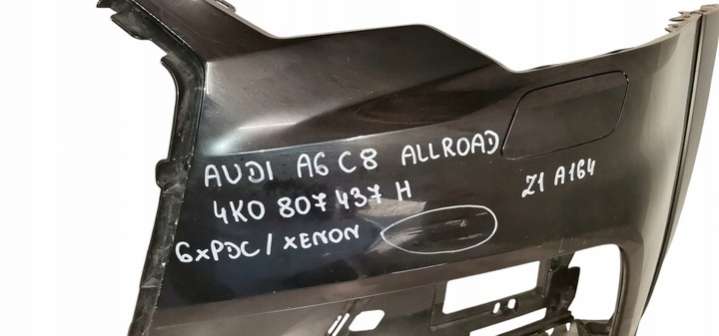 AUDI A6 C8 ALLROAD
4K0 807 437 H
6xPDC / XENON
Z1 A164